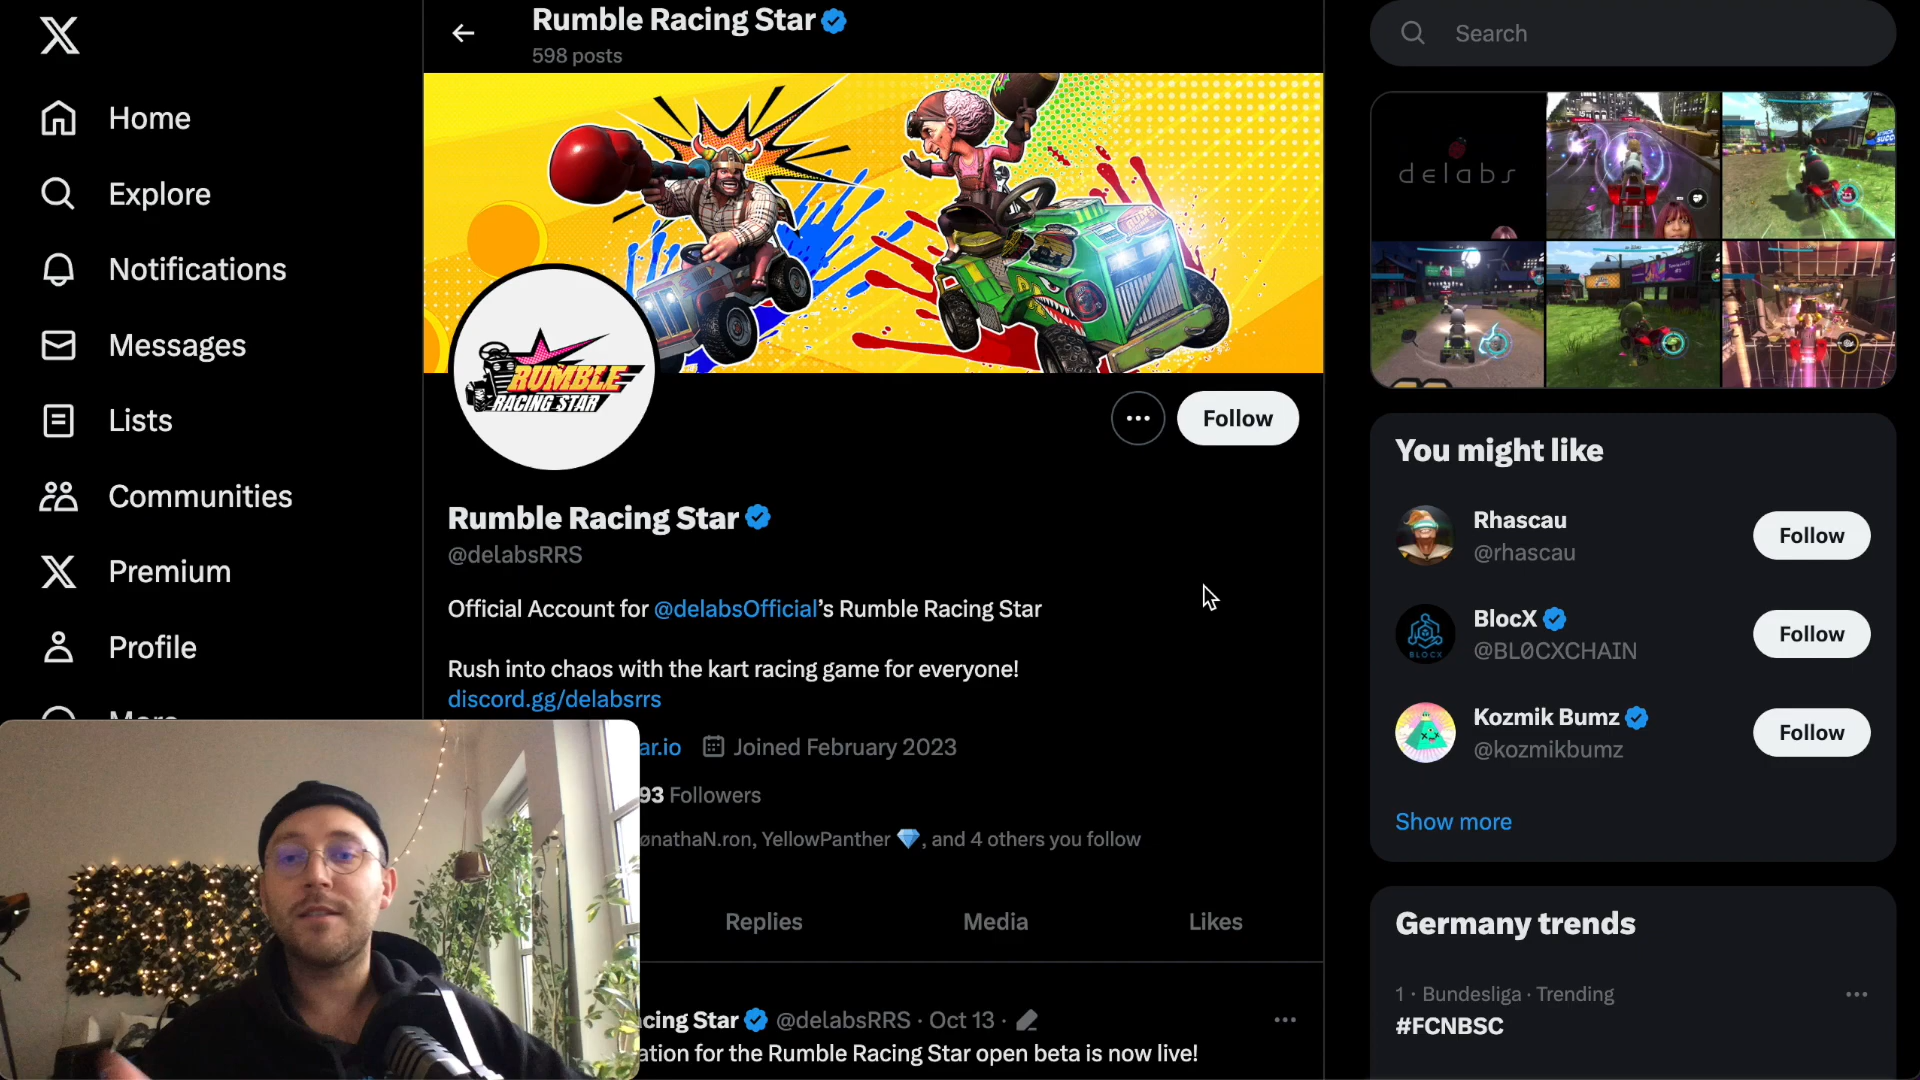 Rumble Racing Star
598 posts
Search
Home
Explore
Notifications
Messages
Lists
Communities
Premium
Profile
delabs
RUMBLE
RACING STAR
Follow
Rumble Racing Star
@delabsRRS
Official Account for @delabsOfficial's Rumble Racing Star
Rush into chaos with the kart racing game for everyone!
discord.gg/delabsrrs
ar.io
Joined February 2023
93 Followers
ønathaN.ron, YellowPanther 💎, and 4 others you follow
Replies
Media
Likes
cing Star @delabsRRS · Oct 13 ·
ation for the Rumble Racing Star open beta is now live!
You might like
Rhascau
@rhascau
Follow
BlocX
@BL0CXCHAIN
Follow
BLOCX
Kozmik Bumz
@kozmikbumz
Follow
Show more
Germany trends
1 · Bundesliga · Trending
#FCNBSC